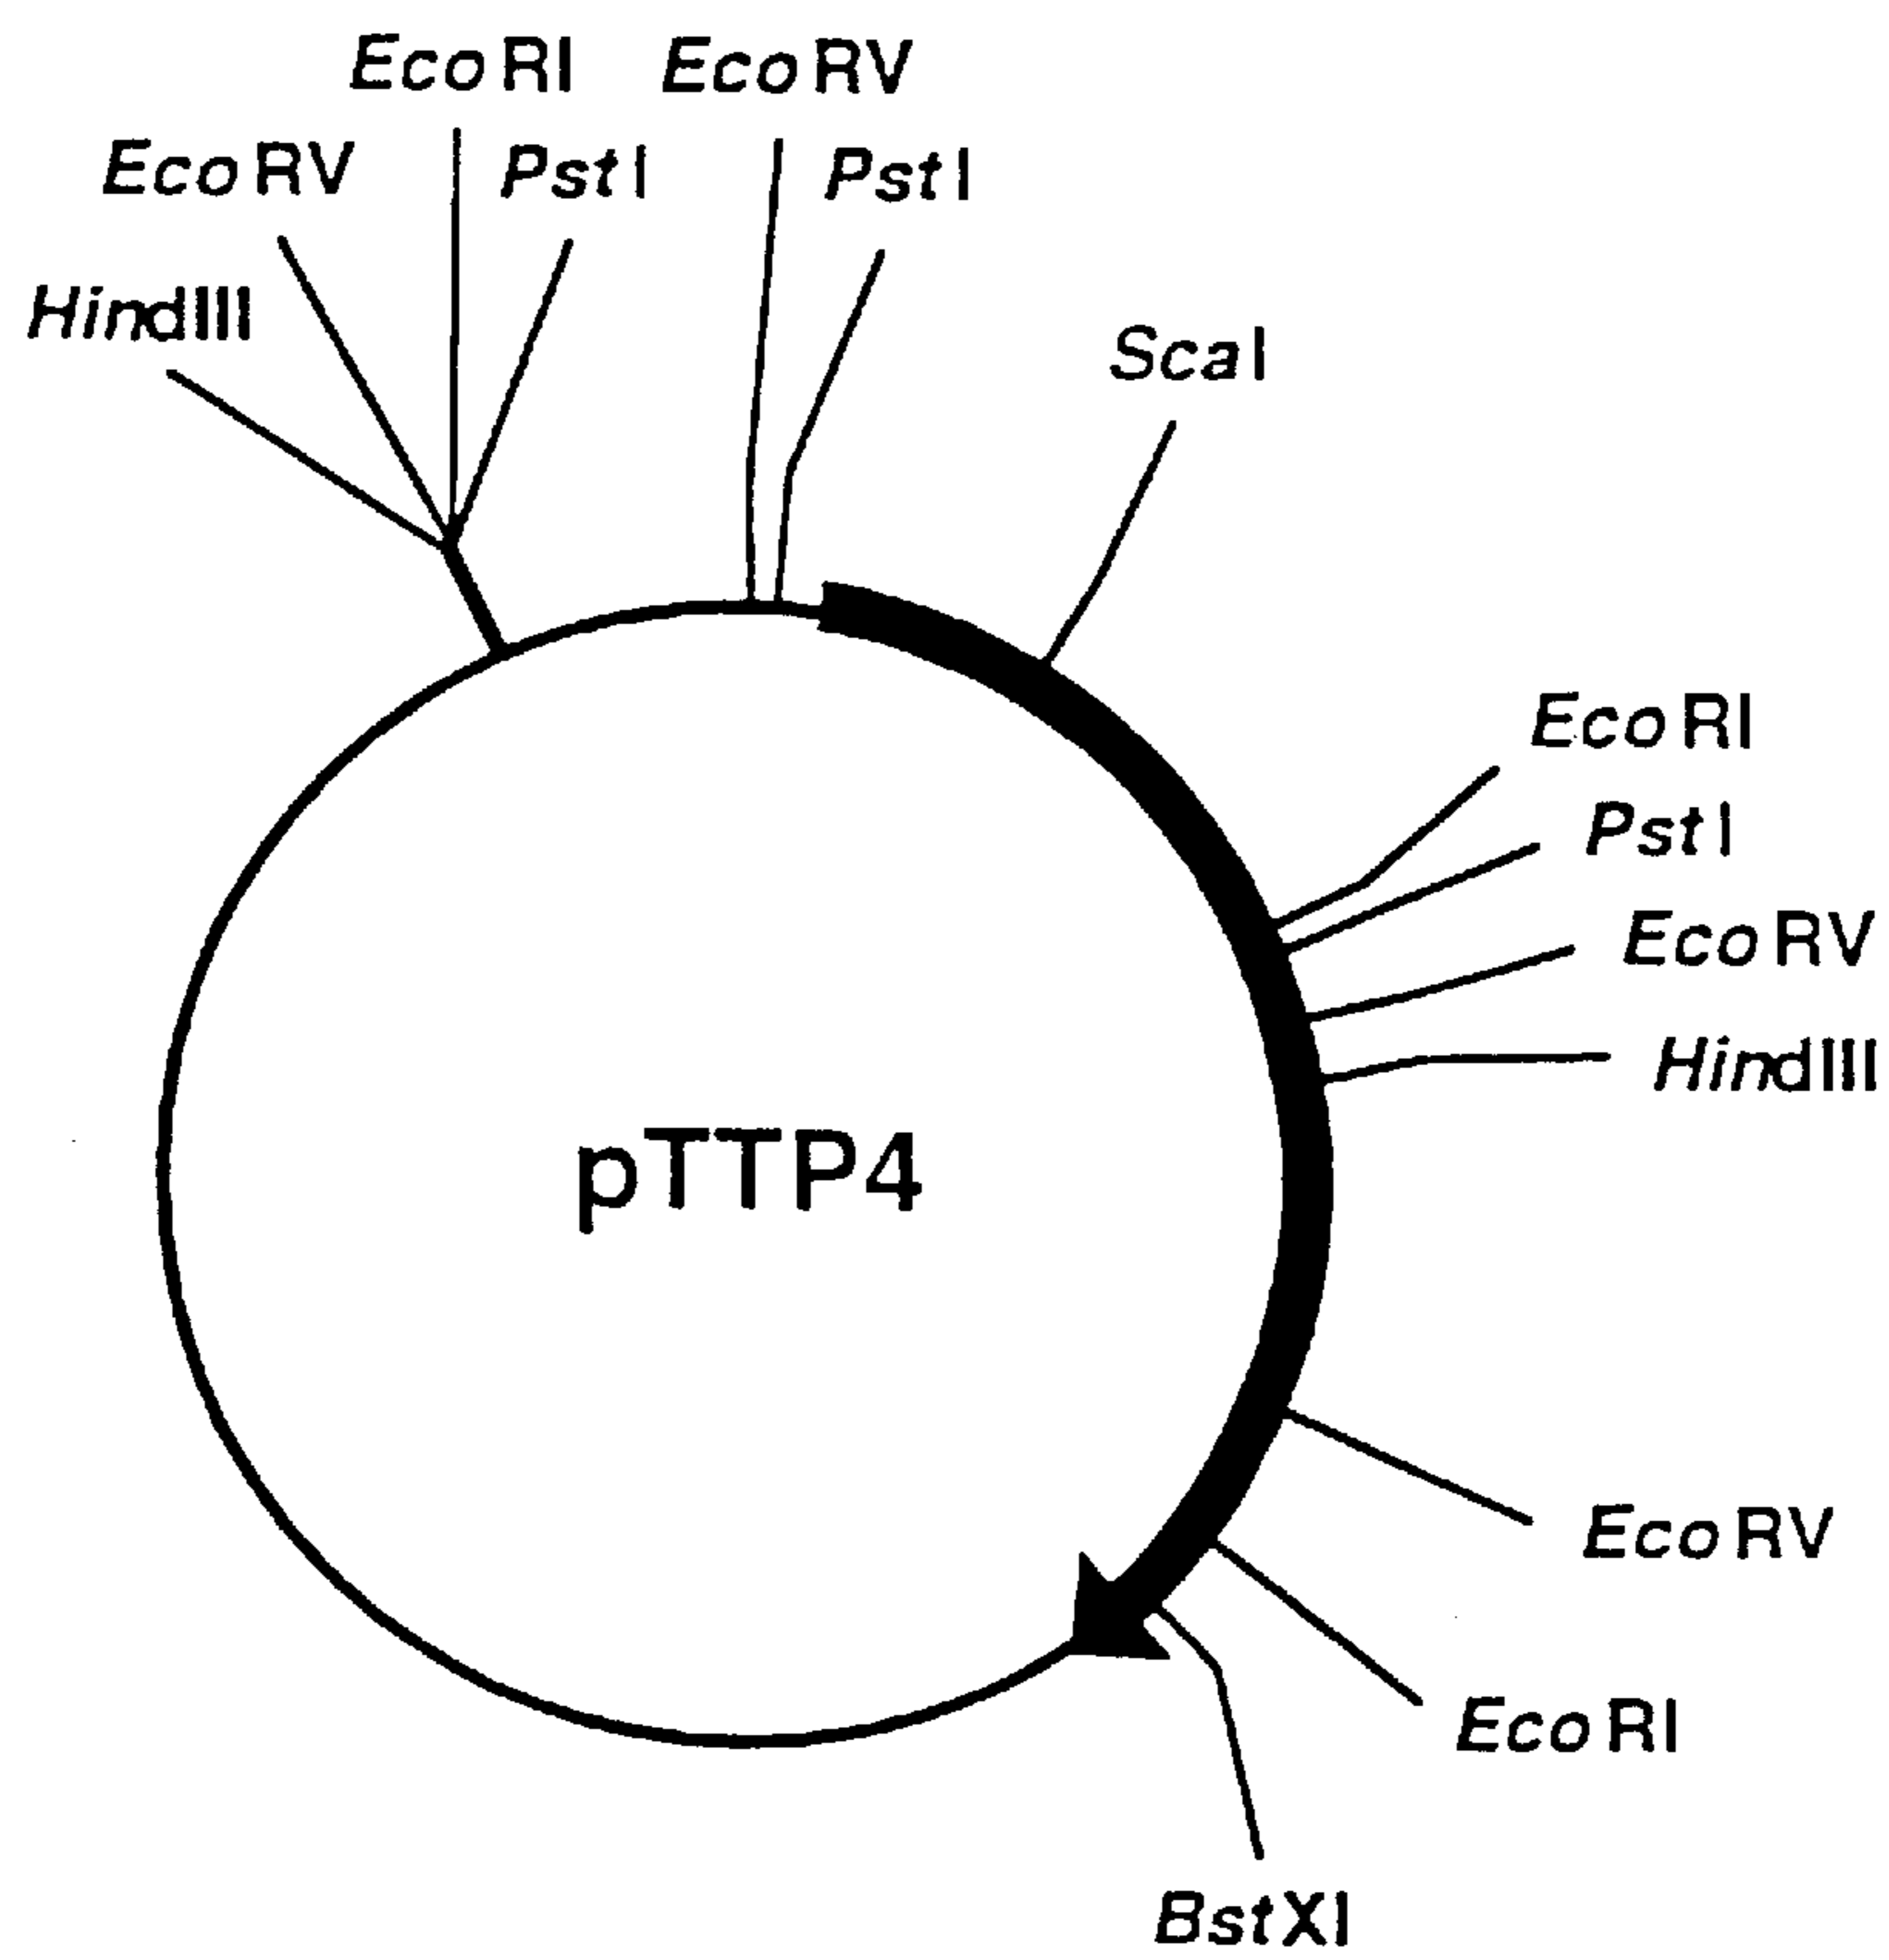 EcoRI EcoRV
EcoRV PstI PstI
HindIII
ScaI
EcoRI
PstI
EcoRV
HindIII
pTTP4
EcoRV
EcoRI
BstXI